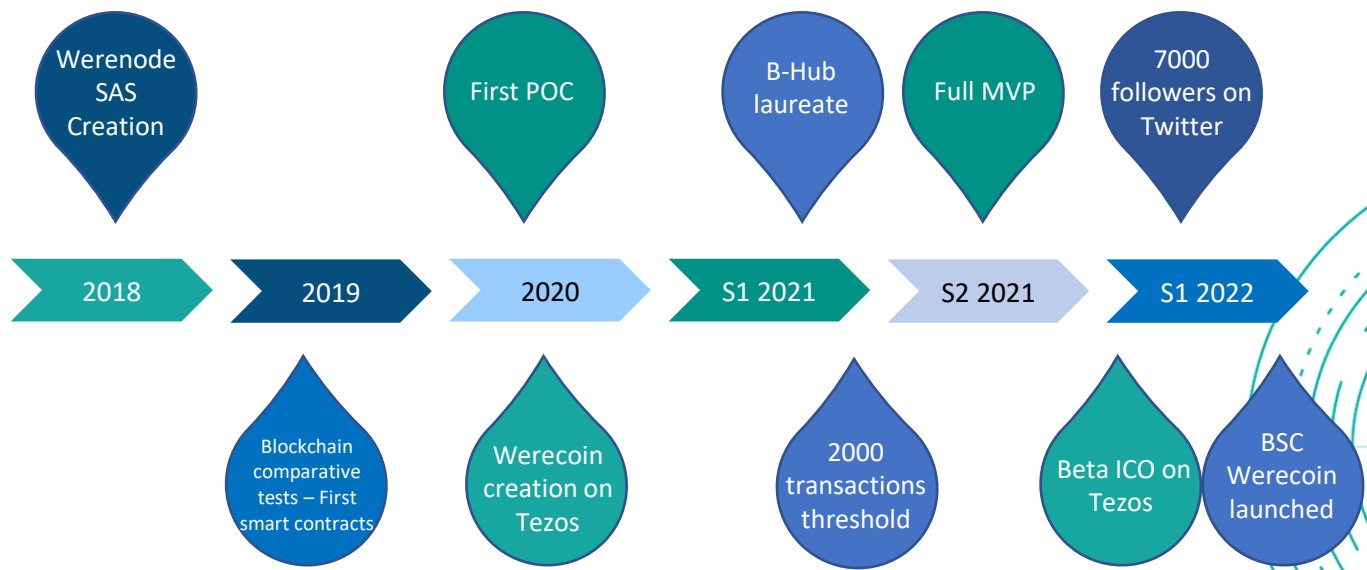 Werenode
SAS
Creation
First POC
B-Hub
laureate
Full MVP
7000
followers on
Twitter
2018
2019
2020
S1 2021
S2 2021
S1 2022
Blockchain
comparative
tests – First
smart contracts
Werecoin
creation on
Tezos
2000
transactions
threshold
Beta ICO on
Tezos
BSC
Werecoin
launched